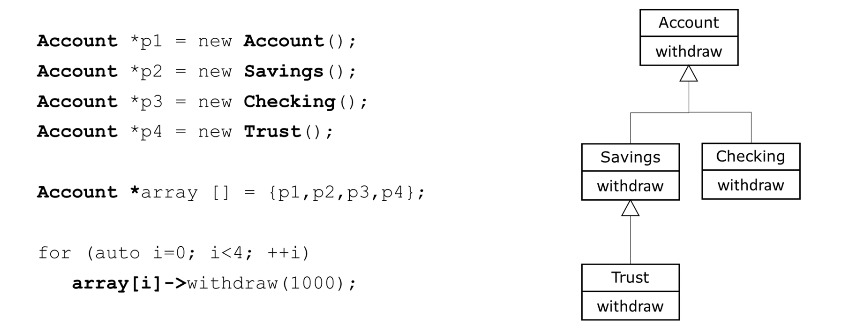 Account *p1 = new Account();
Account *p2 = new Savings();
Account *p3 = new Checking();
Account *p4 = new Trust();
Account *array [] = {p1,p2,p3,p4};
for (auto i=0; i<4; ++i)
array[i]->withdraw(1000);
Account
withdraw
Savings
withdraw
Checking
withdraw
Trust
withdraw